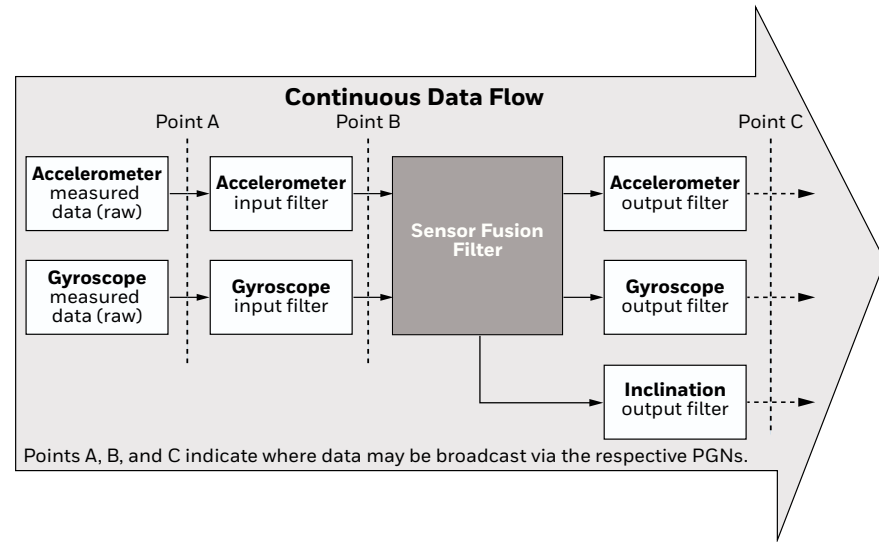 Continuous Data Flow
Point A
Point B
Point C
Accelerometer
measured
data (raw)
Accelerometer
input filter
Sensor Fusion
Filter
Accelerometer
output filter
Gyroscope
measured
data (raw)
Gyroscope
input filter
Gyroscope
output filter
Inclination
output filter
Points A, B, and C indicate where data may be broadcast via the respective PGNs.